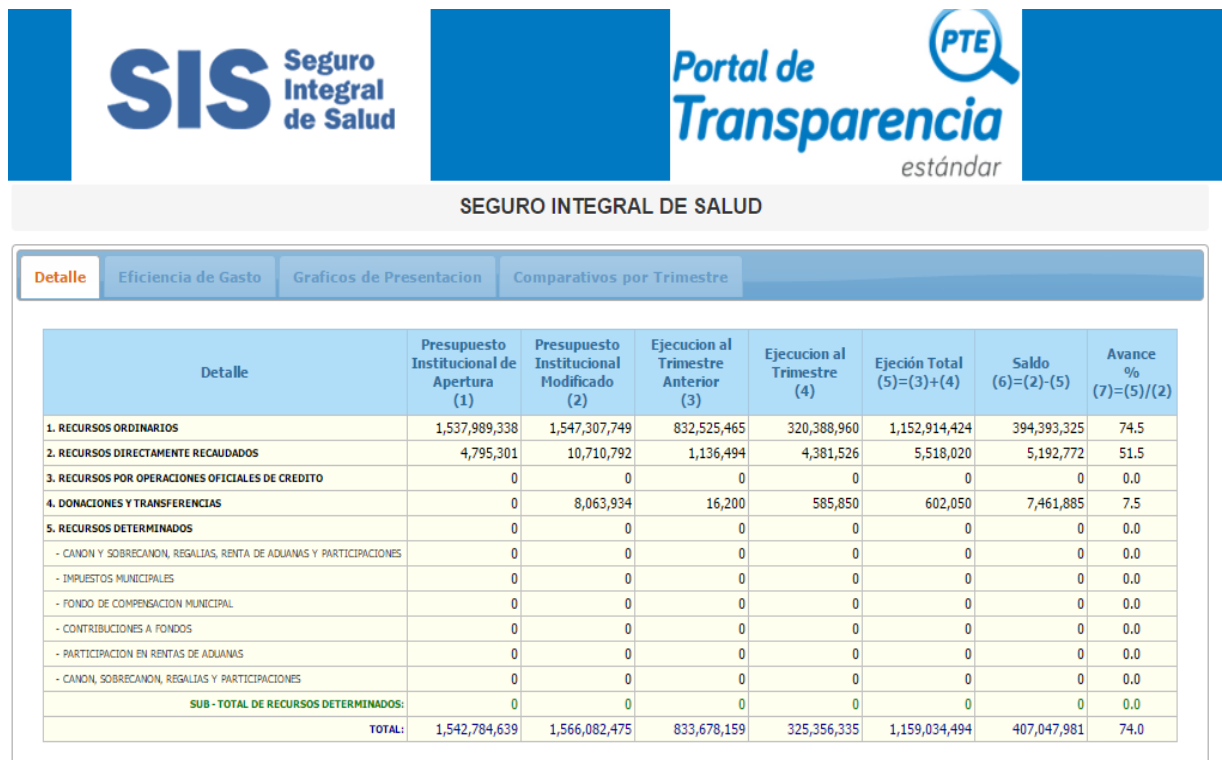 SIS Seguro
Integral
de Salud
Portal de
Transparencia
estándar
PTE
SEGURO INTEGRAL DE SALUD
Detalle Eficiencia de Gasto Graficos de Presentacion Comparativos por Trimestre
Detalle
Presupuesto
Institucional de
Apertura
(1)
Presupuesto
Institucional
Modificado
(2)
Ejecucion al
Trimestre
Anterior
(3)
Ejecucion al
Trimestre
(4)
Ejeción Total
(5)=(3)+(4)
Saldo
(6)=(2)-(5)
Avance
%
(7)=(5)/(2)
1. RECURSOS ORDINARIOS 1,537,989,338 1,547,307,749 832,525,465 320,388,960 1,152,914,424 394,393,325 74.5
2. RECURSOS DIRECTAMENTE RECAUDADOS 4,795,301 10,710,792 1,136,494 4,381,526 5,518,020 5,192,772 51.5
3. RECURSOS POR OPERACIONES OFICIALES DE CREDITO 0 0 0 0 0 0 0.0
4. DONACIONES Y TRANSFERENCIAS 0 8,063,934 16,200 585,850 602,050 7,461,885 7.5
5. RECURSOS DETERMINADOS 0 0 0 0 0 0 0.0
- CANON Y SOBRECANON, REGALIAS, RENTA DE ADUANAS Y PARTICIPACIONES 0 0 0 0 0 0 0.0
- IMPUESTOS MUNICIPALES 0 0 0 0 0 0 0.0
- FONDO DE COMPENSACION MUNICIPAL 0 0 0 0 0 0 0.0
- CONTRIBUCIONES A FONDOS 0 0 0 0 0 0 0.0
- PARTICIPACION EN RENTAS DE ADUANAS 0 0 0 0 0 0 0.0
- CANON, SOBRECANON, REGALIAS Y PARTICIPACIONES 0 0 0 0 0 0 0.0
SUB - TOTAL DE RECURSOS DETERMINADOS: 0 0 0 0 0 0 0.0
TOTAL: 1,542,784,639 1,566,082,475 833,678,159 325,356,335 1,159,034,494 407,047,981 74.0